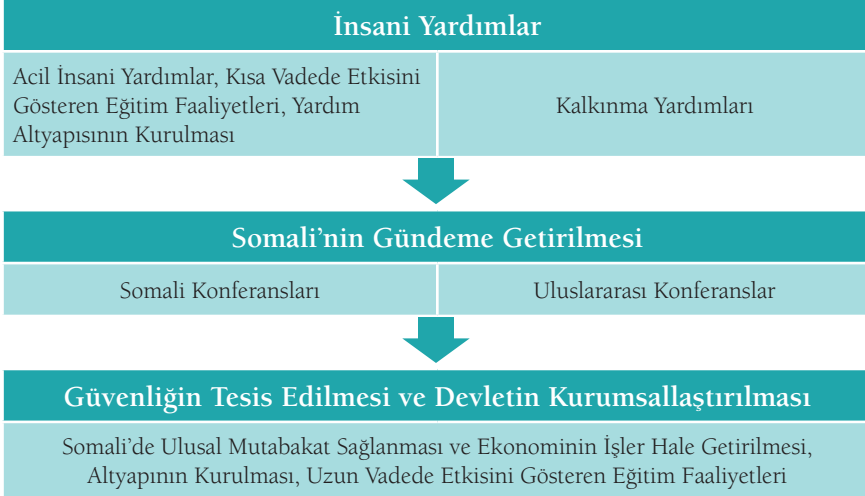 İnsani Yardımlar
Acil İnsani Yardımlar, Kısa Vadede Etkisini
Gösteren Eğitim Faaliyetleri, Yardım
Altyapısının Kurulması
Kalkınma Yardımları
Somali’nin Gündeme Getirilmesi
Somali Konferansları
Uluslararası Konferanslar
Güvenliğin Tesis Edilmesi ve Devletin Kurumsallaştırılması
Somali’de Ulusal Mutabakat Sağlanması ve Ekonominin İşler Hale Getirilmesi,
Altyapının Kurulması, Uzun Vadede Etkisini Gösteren Eğitim Faaliyetleri